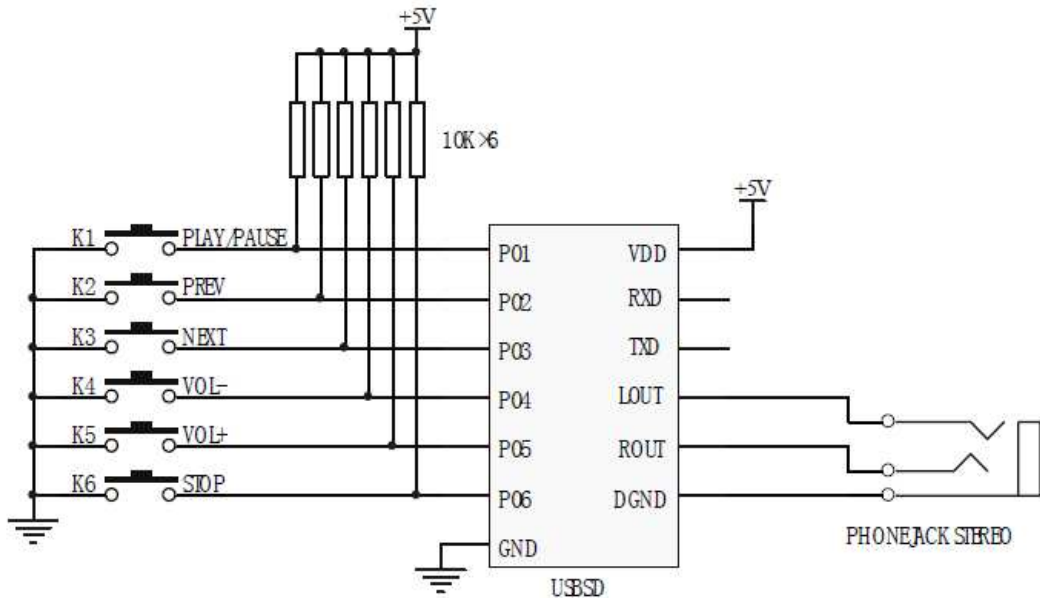 +5V
10K×6
+5V
K1 PLAY/PAUSE
K2 PREV
K3 NEXT
K4 VOL-
K5 VOL+
K6 STOP
P01 VDD
P02 RXD
P03 TXD
P04 LOUT
P05 ROUT
P06 DGND
GND
PHONEJACK STEREO
USBSD